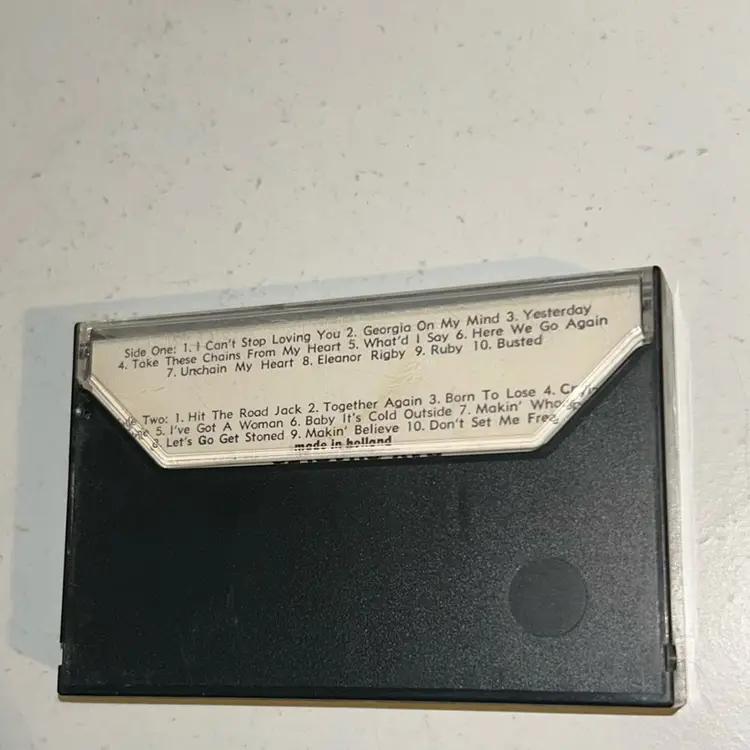 Side One: 1. I Can't Stop Loving You 2. Georgia On My Mind 3. Yesterday
4. Take These Chains From My Heart 5. What'd I Say 6. Here We Go Again
7. Unchain My Heart 8. Eleanor Rigby 9. Ruby 10. Busted
Two: 1. Hit The Road Jack 2. Together Again 3. Born To Lose 4.
5. I've Got A Woman 6. Baby It's Cold Outside 7. Makin'
8. Let's Go Get Stoned 9. Makin' Believe 10. Don't Set Me Free
made in holland